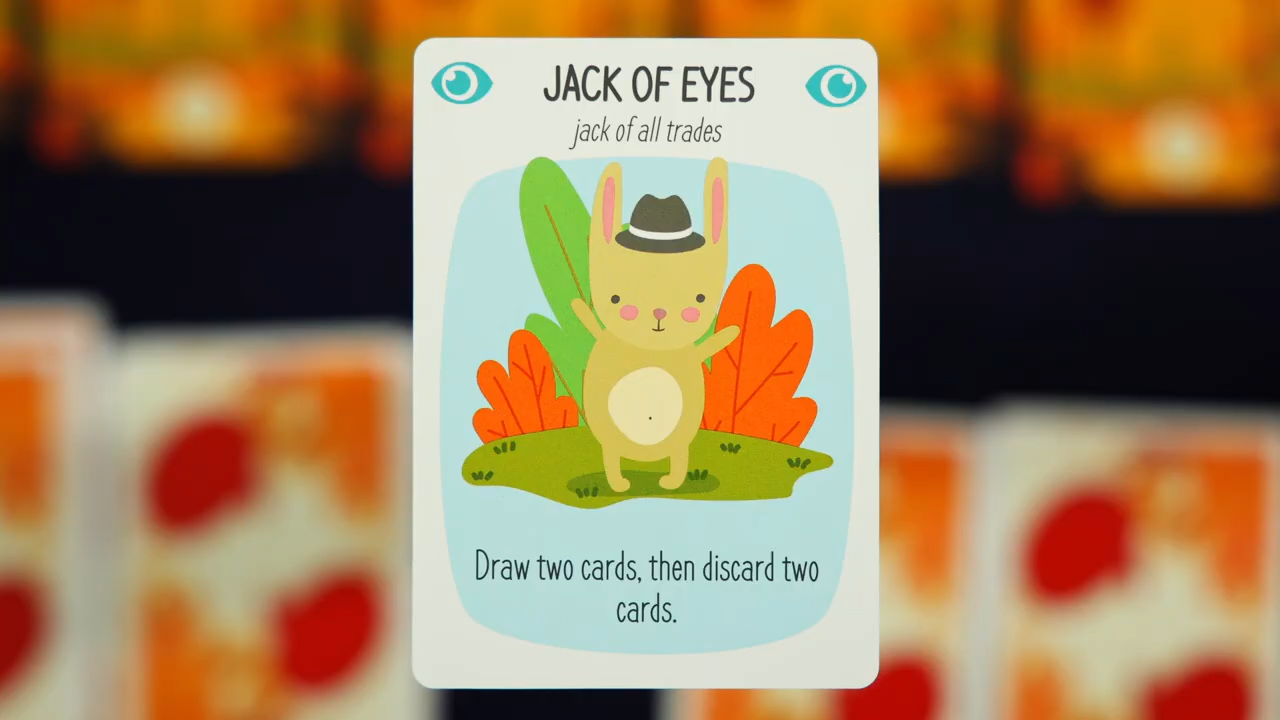 JACK OF EYES
jack of all trades
Draw two cards, then discard two
cards.